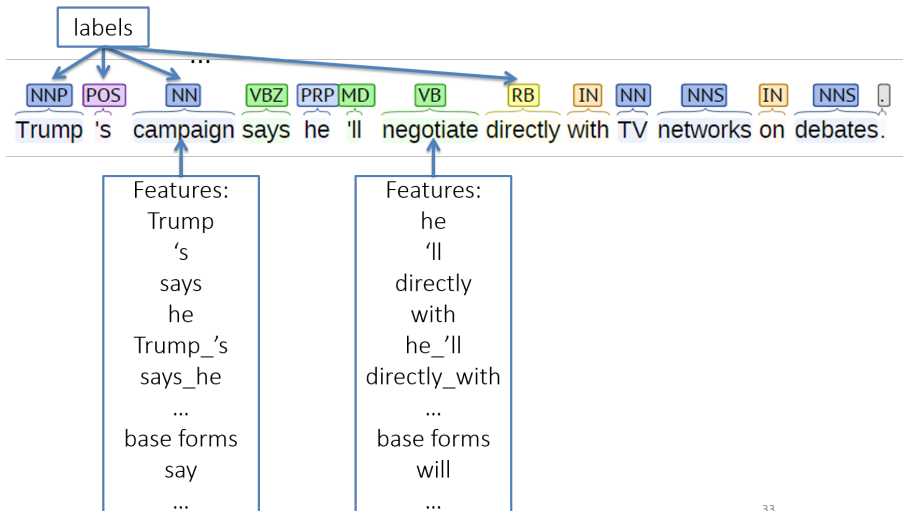 labels
...
NNP POS NN VBZ PRP MD VB RB IN NN NNS IN NNS .
Trump 's campaign says he 'll negotiate directly with TV networks on debates.
Features:
Trump
‘s
says
he
Trump_’s
says_he
...
base forms
say
...
Features:
he
‘ll
directly
with
he_’ll
directly_with
...
base forms
will
...
33